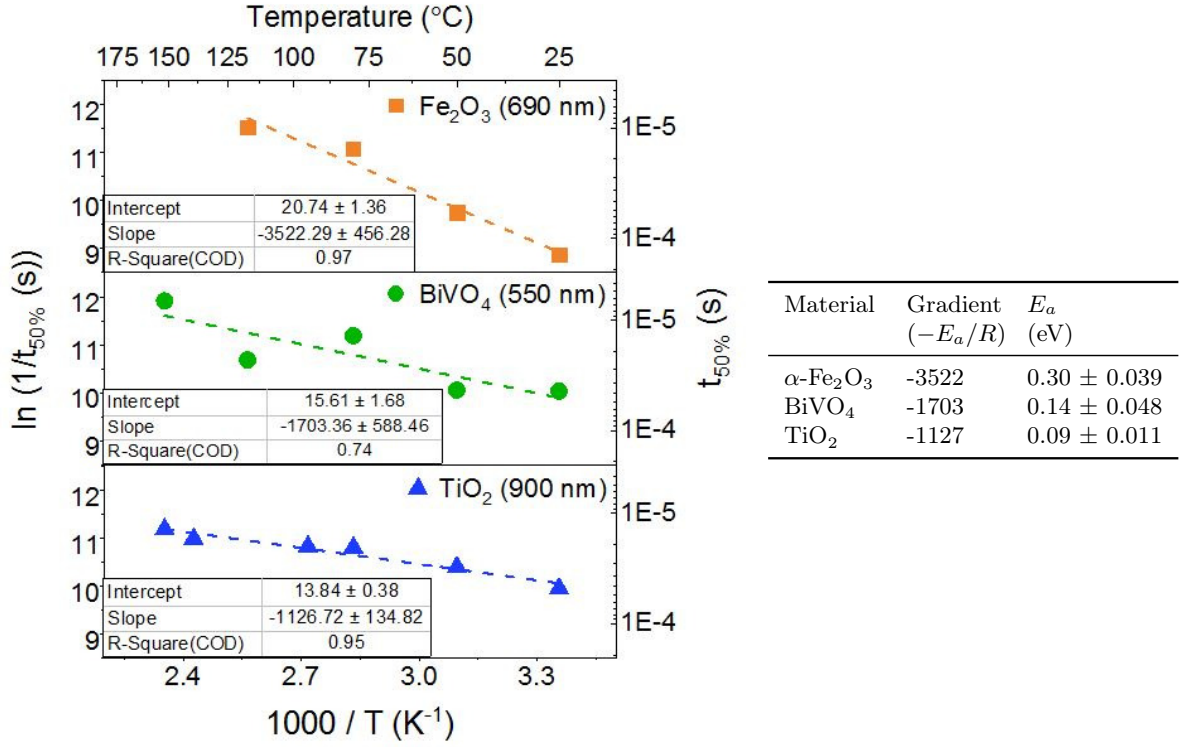 Temperature (°C)
175 150 125 100 75 50 25
ln (1/t50% (s))
t50% (s)
12
11
10
9
Fe2O3 (690 nm)
1E-5
1E-4
Intercept 20.74 ± 1.36
Slope -3522.29 ± 456.28
R-Square(COD) 0.97
12
11
10
9
BiVO4 (550 nm)
1E-5
1E-4
Intercept 15.61 ± 1.68
Slope -1703.36 ± 588.46
R-Square(COD) 0.74
12
11
10
9
TiO2 (900 nm)
1E-5
1E-4
Intercept 13.84 ± 0.38
Slope -1126.72 ± 134.82
R-Square(COD) 0.95
2.4 2.7 3.0 3.3
1000 / T (K-1)
Material Gradient Ea
(−Ea/R) (eV)
α-Fe2O3 -3522 0.30 ± 0.039
BiVO4 -1703 0.14 ± 0.048
TiO2 -1127 0.09 ± 0.011